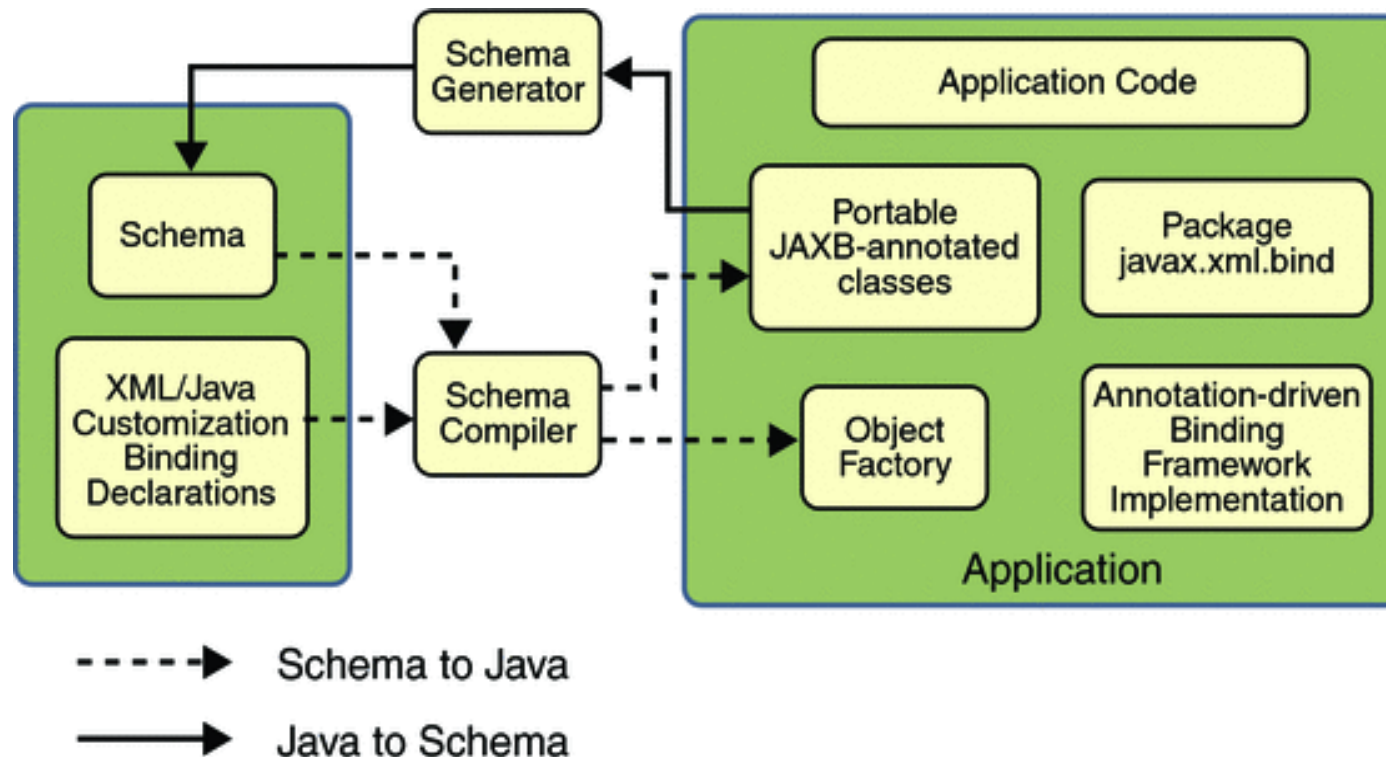 Schema
Generator
Application Code
Schema
Portable
JAXB-annotated
classes
Package
javax.xml.bind
XML/Java
Customization
Binding
Declarations
Schema
Compiler
Object
Factory
Annotation-driven
Binding
Framework
Implementation
Application
Schema to Java
Java to Schema